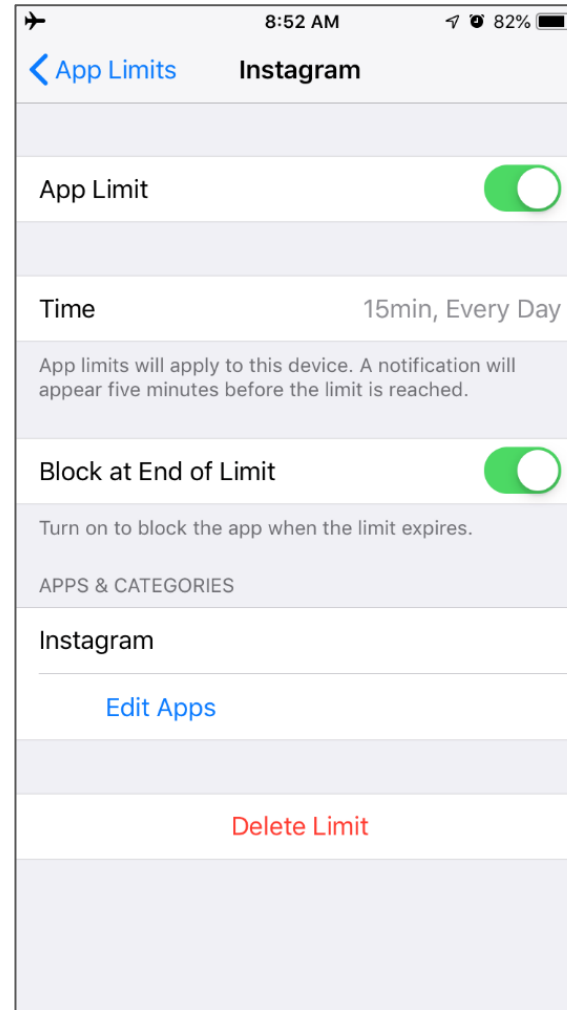 8:52 AM 82%
App Limits Instagram
App Limit
Time 15min, Every Day
App limits will apply to this device. A notification will
appear five minutes before the limit is reached.
Block at End of Limit
Turn on to block the app when the limit expires.
APPS & CATEGORIES
Instagram
Edit Apps
Delete Limit